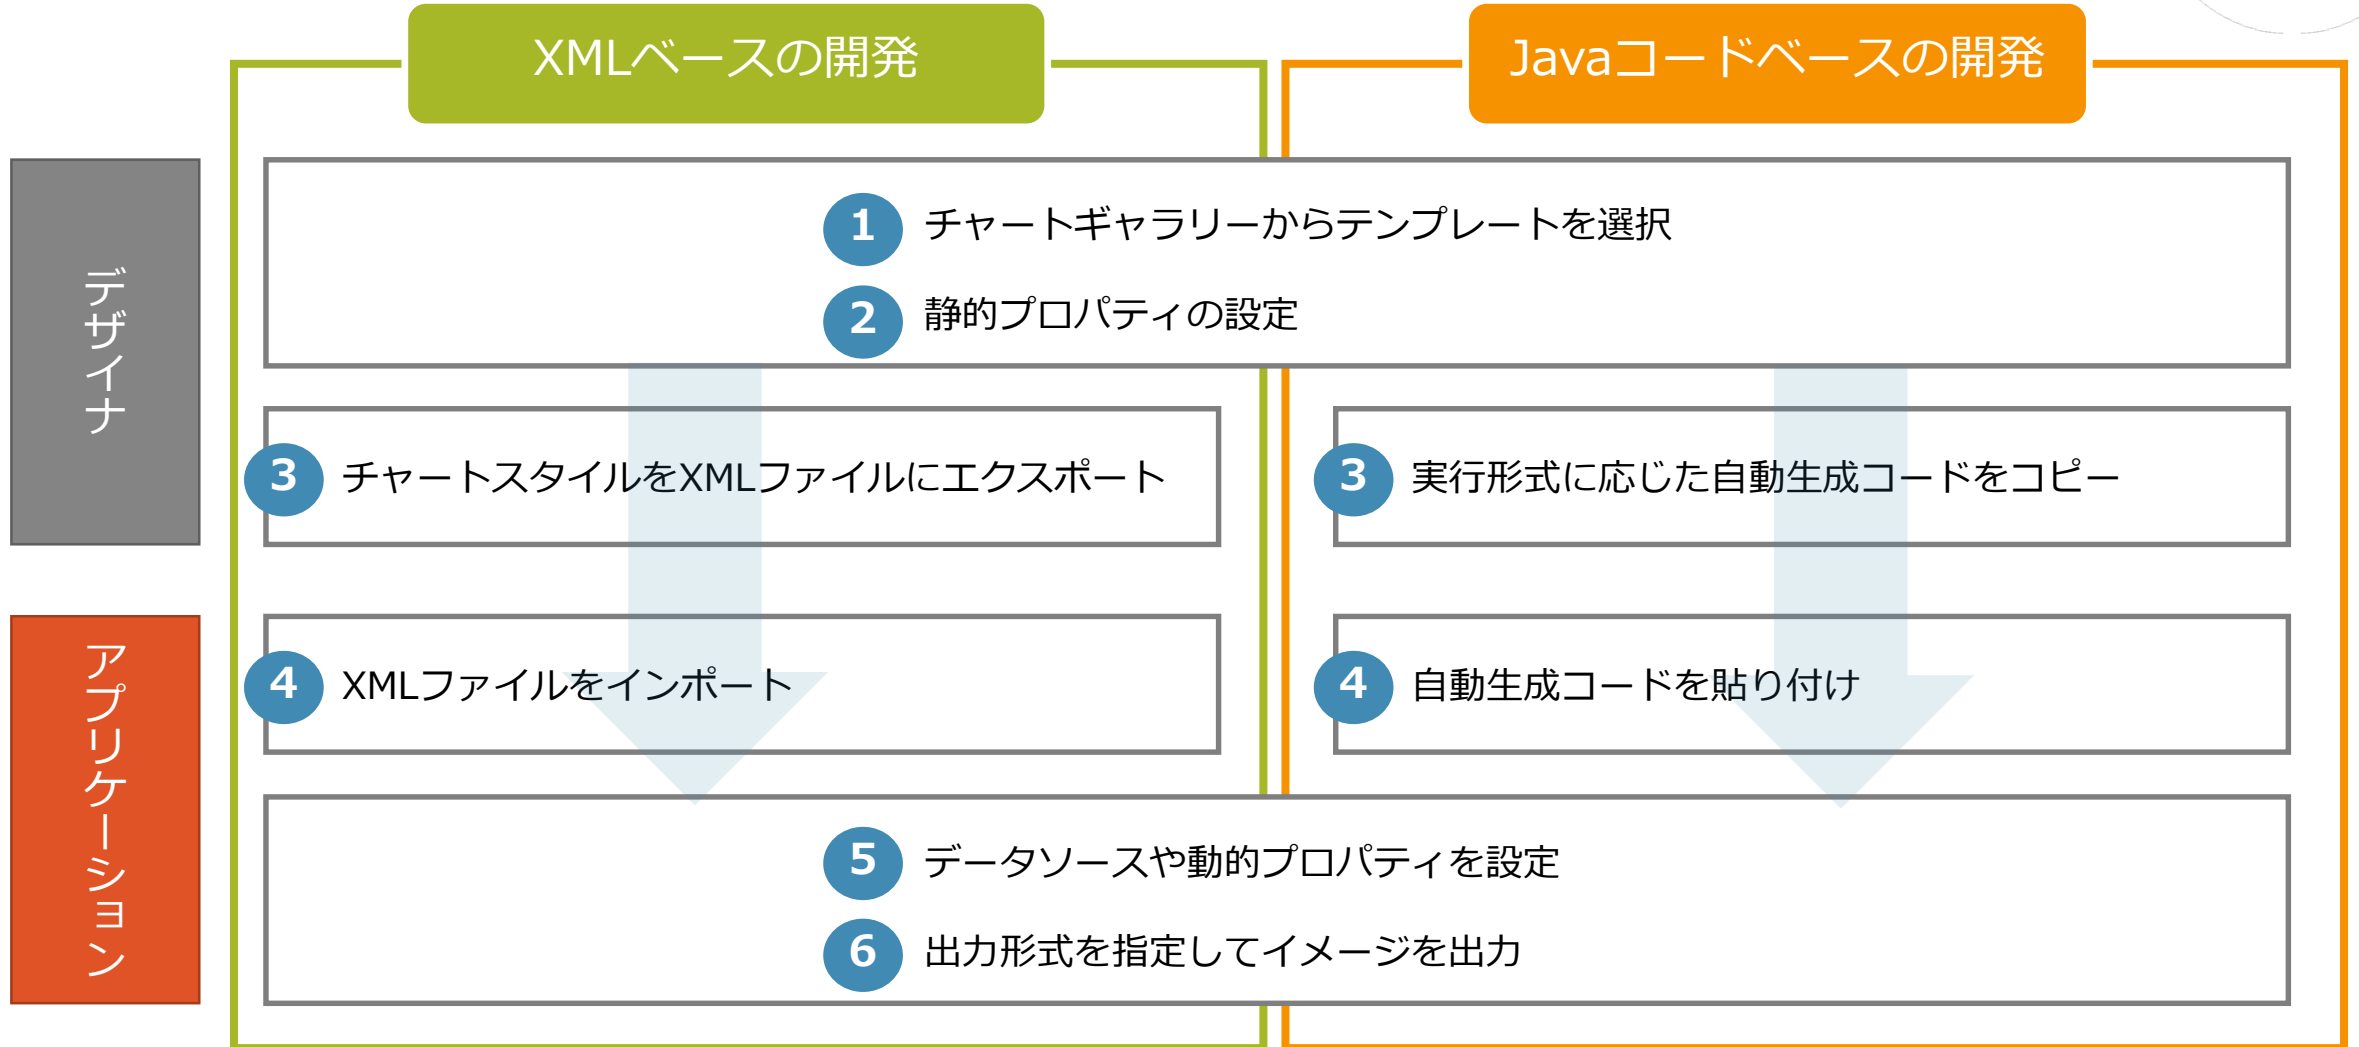 XMLベースの開発
Javaコードベースの開発
デザイナ
1 チャートギャラリーからテンプレートを選択
2 静的プロパティの設定
3 チャートスタイルをXMLファイルにエクスポート
3 実行形式に応じた自動生成コードをコピー
アプリケーション
4 XMLファイルをインポート
4 自動生成コードを貼り付け
5 データソースや動的プロパティを設定
6 出力形式を指定してイメージを出力